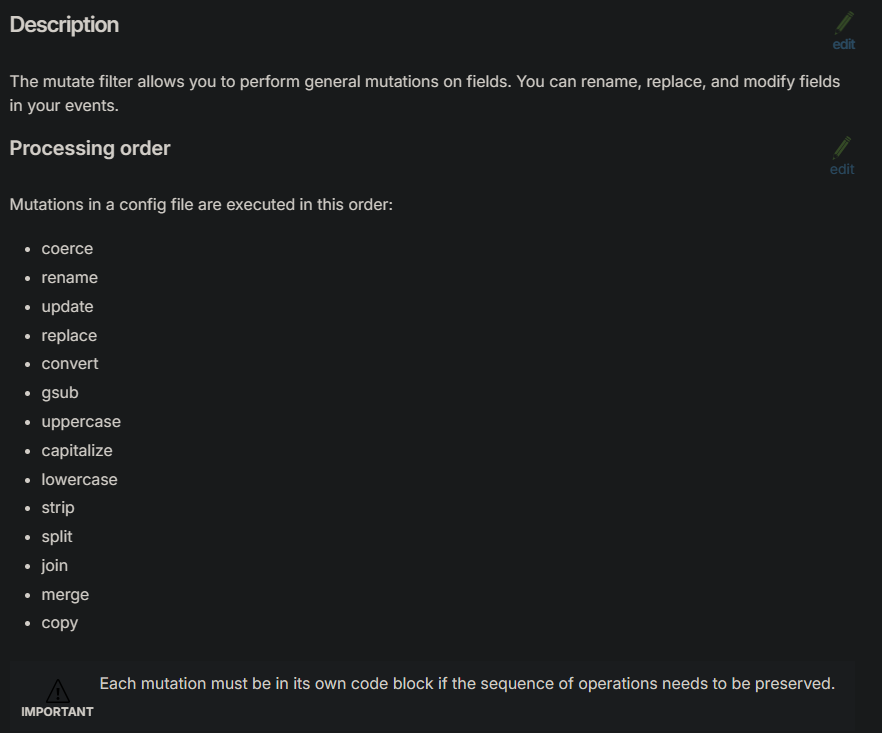 Description
edit
The mutate filter allows you to perform general mutations on fields. You can rename, replace, and modify fields
in your events.
Processing order
edit
Mutations in a config file are executed in this order:
• coerce
• rename
• update
• replace
• convert
• gsub
• uppercase
• capitalize
• lowercase
• strip
• split
• join
• merge
• copy
Each mutation must be in its own code block if the sequence of operations needs to be preserved.
IMPORTANT